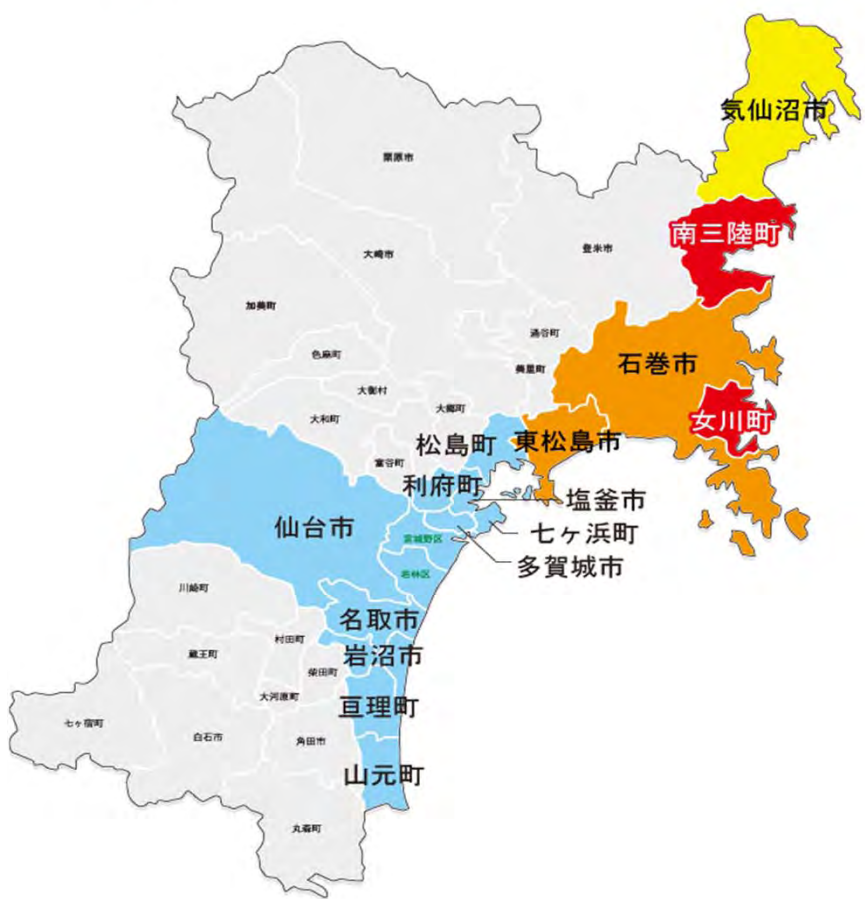 気仙沼市
栗原市
南三陸町
登米市
大崎市
加美町
涌谷町
色麻町
石巻市
美里町
大衡村
大郷町
大和町
女川町
松島町
東松島市
富谷町
利府町
塩釜市
仙台市
七ヶ浜町
宮城野区
多賀城市
若林区
川崎町
名取市
村田町
岩沼市
蔵王町
柴田町
大河原町
亘理町
七ヶ宿町
白石市
角田市
山元町
丸森町